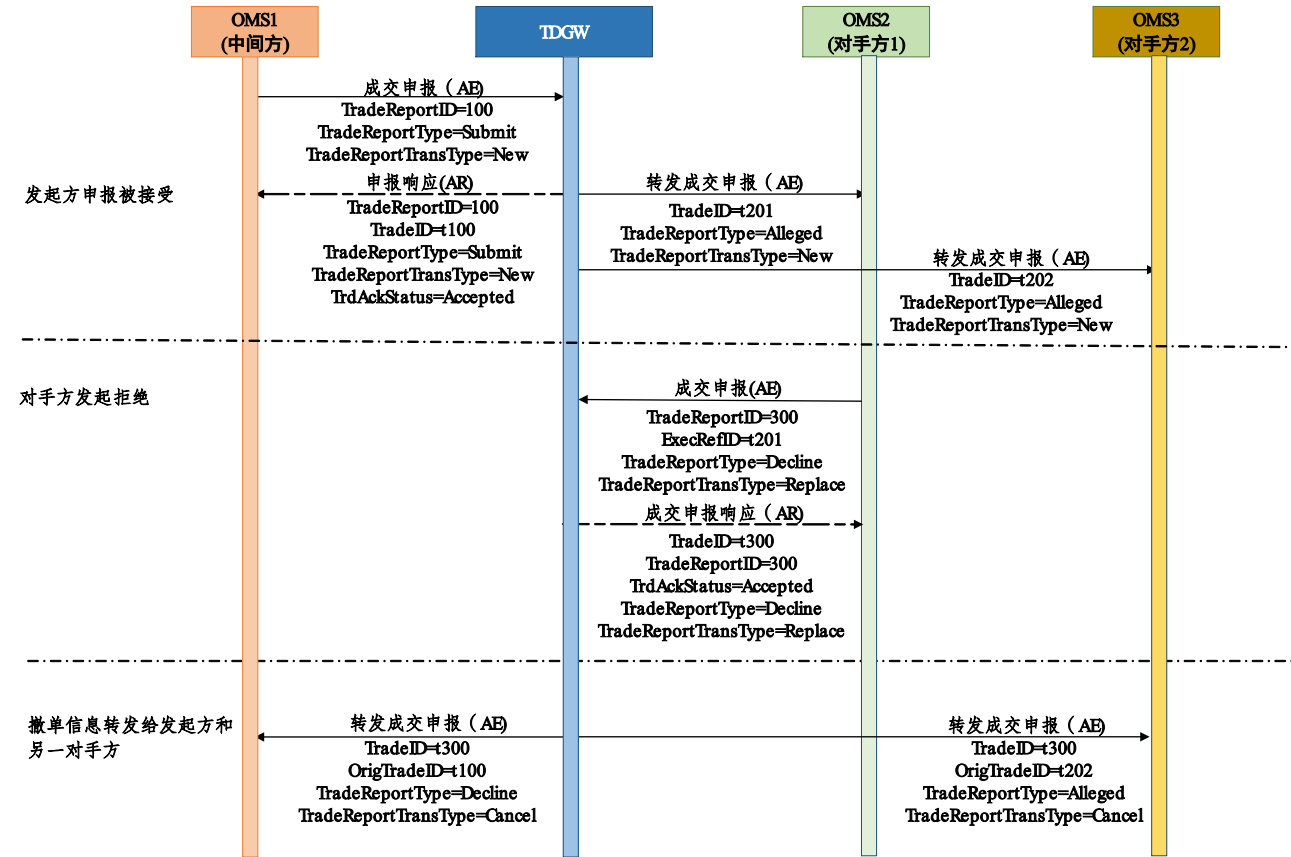 OMS1
(中间方)
TDGW
OMS2
(对手方1)
OMS3
(对手方2)
成交申报（AE)
TradeReportID=100
TradeReportType=Submit
TradeReportTransType=New
发起方申报被接受
申报响应(AR)
TradeReportID=100
TradeID=t100
TradeReportType=Submit
TradeReportTransType=New
TrdAckStatus=Accepted
转发成交申报（AE)
TradeID=t201
TradeReportType=Alleged
TradeReportTransType=New
转发成交申报（AE)
TradeID=t202
TradeReportType=Alleged
TradeReportTransType=New
对手方发起拒绝
成交申报(AE)
TradeReportID=300
ExecRefID=t201
TradeReportType=Decline
TradeReportTransType=Replace
成交申报响应（AR)
TradeID=t300
TradeReportID=300
TrdAckStatus=Accepted
TradeReportType=Decline
TradeReportTransType=Replace
撤单信息转发给发起方和
另一对手方
转发成交申报（AE)
TradeID=t300
OrigTradeID=t100
TradeReportType=Decline
TradeReportTransType=Cancel
转发成交申报（AE)
TradeID=t300
OrigTradeID=t202
TradeReportType=Alleged
TradeReportTransType=Cancel